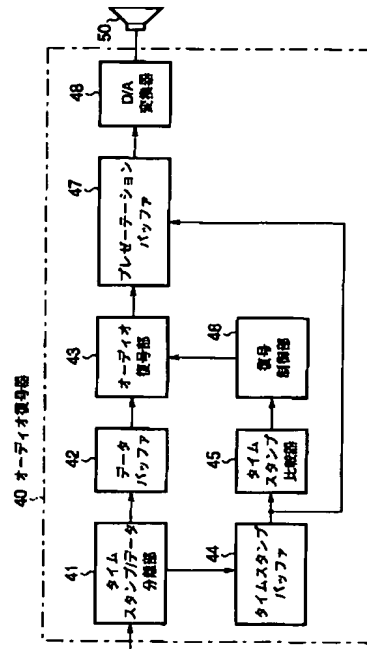 40 オーディオ復号器
41
タイム
スタンプ/データ
分離部
42
データ
バッファ
43
オーディオ
復号部
47
プレゼーテーション
バッファ
48
D/A
変換器
50
44
タイムスタンプ
バッファ
45
タイム
スタンプ
比較器
48
復号
制御部